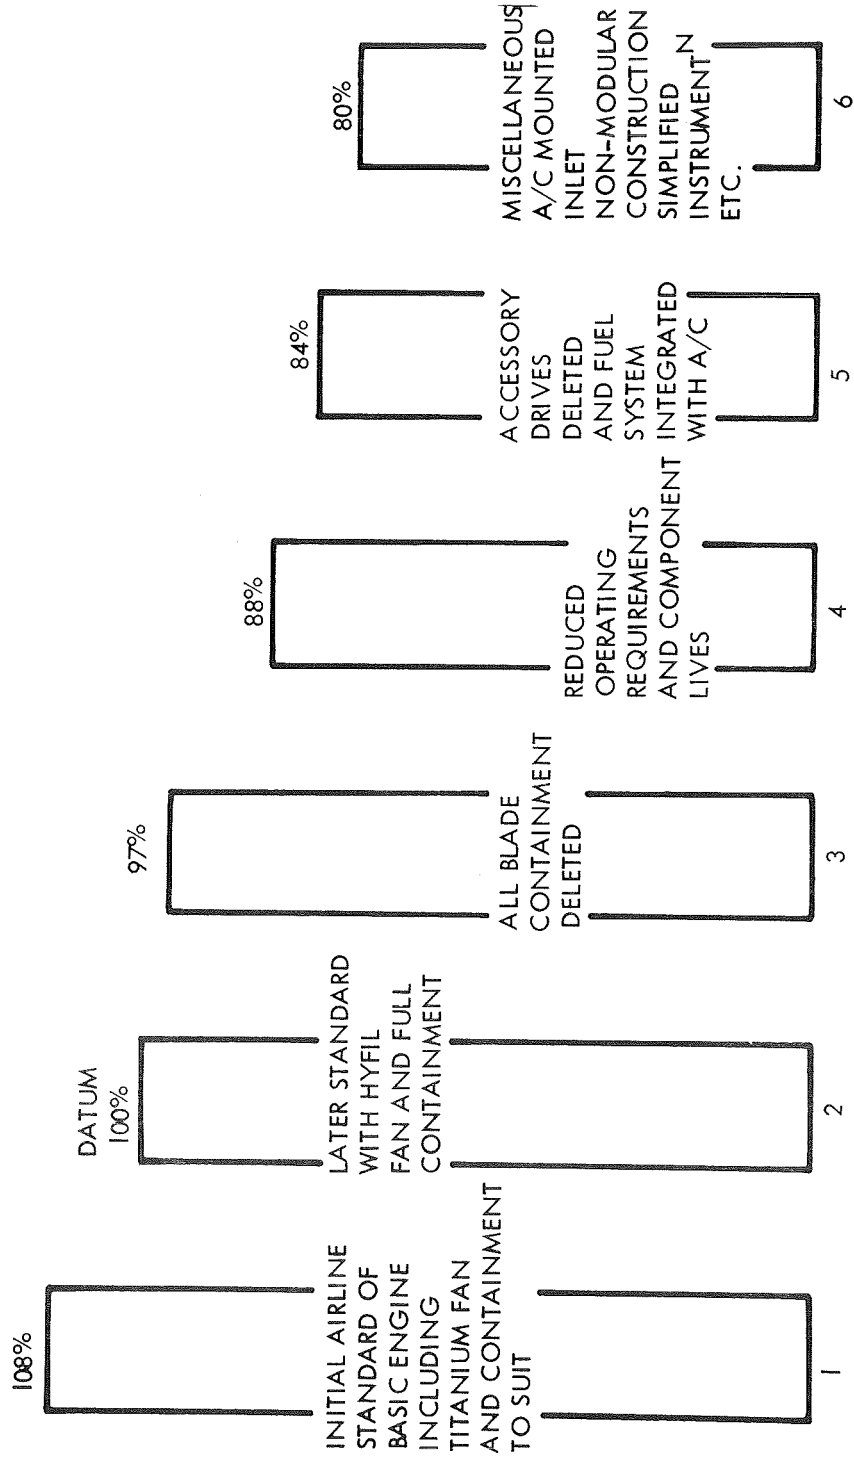 108%
INITIAL AIRLINE
STANDARD OF
BASIC ENGINE
INCLUDING
TITANIUM FAN
AND CONTAINMENT
TO SUIT
1
DATUM
100%
LATER STANDARD
WITH HYFIL
FAN AND FULL
CONTAINMENT
2
97%
ALL BLADE
CONTAINMENT
DELETED
3
88%
REDUCED
OPERATING
REQUIREMENTS
AND COMPONENT
LIVES
4
84%
ACCESSORY
DRIVES
DELETED
AND FUEL
SYSTEM
INTEGRATED
WITH A/C
5
80%
MISCELLANEOUS
A/C MOUNTED
INLET
NON-MODULAR
CONSTRUCTION
SIMPLIFIED
INSTRUMENTᴺ
ETC.
6